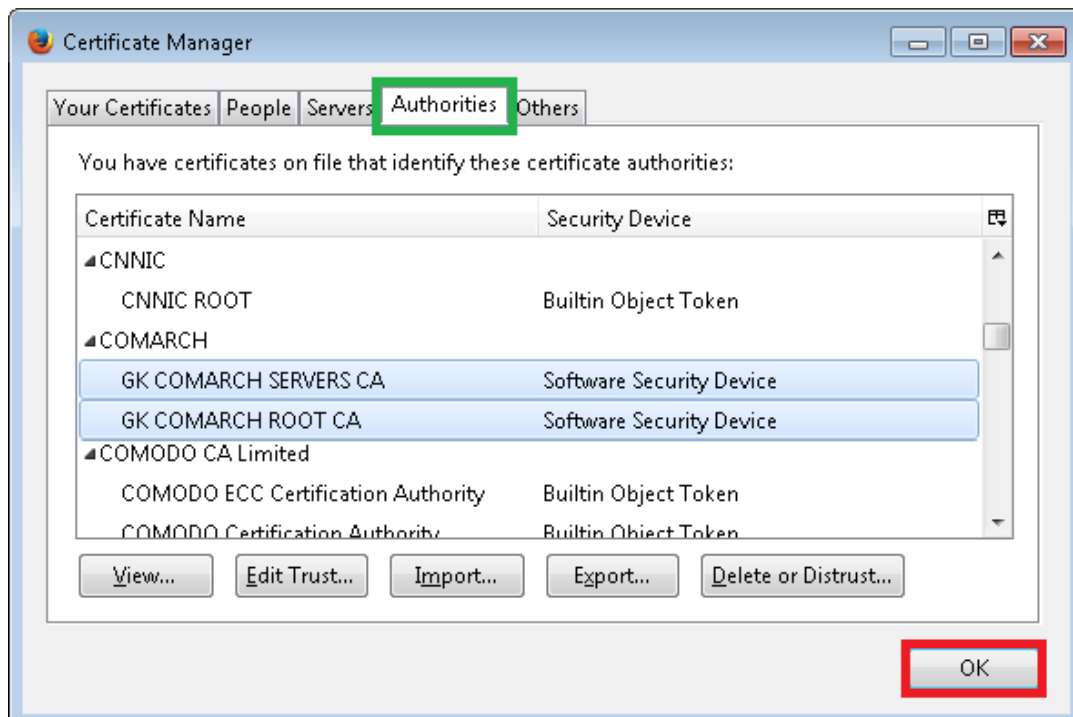 Certificate Manager
Your Certificates People Servers Authorities Others
You have certificates on file that identify these certificate authorities:
Certificate Name Security Device
CNNIC
CNNIC ROOT Builtin Object Token
COMARCH
GK COMARCH SERVERS CA Software Security Device
GK COMARCH ROOT CA Software Security Device
COMODO CA Limited
COMODO ECC Certification Authority Builtin Object Token
COMODO Certification Authority Builtin Object Token
View... Edit Trust... Import... Export... Delete or Distrust...
OK